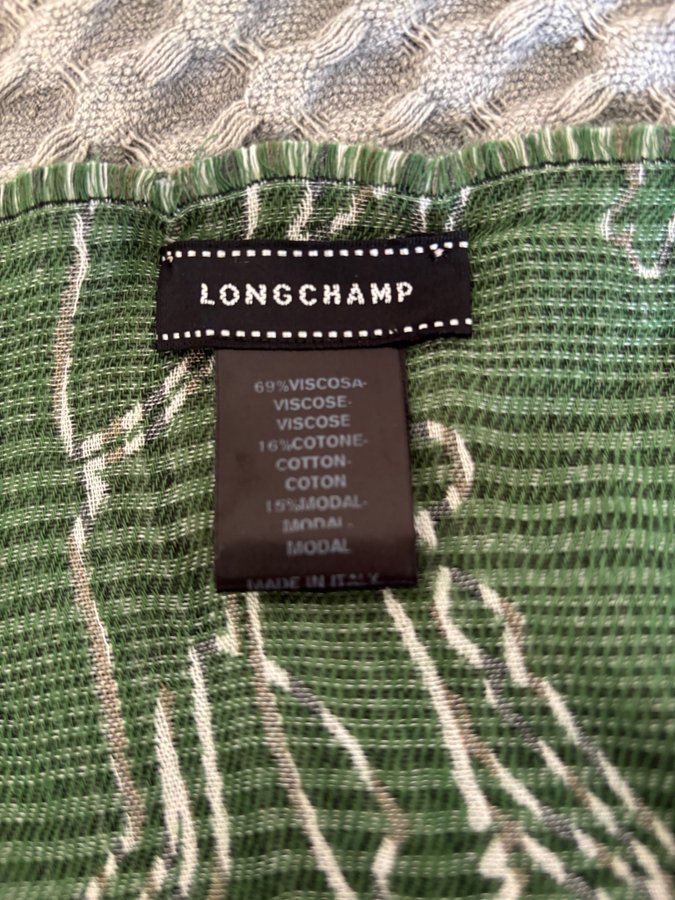 LONGCHAMP
69%VISCOSA-
VISCOSE-
VISCOSE
16%COTONE-
COTTON-
COTON
15%MODAL-
MODAL-
MODAL
MADE IN ITALY